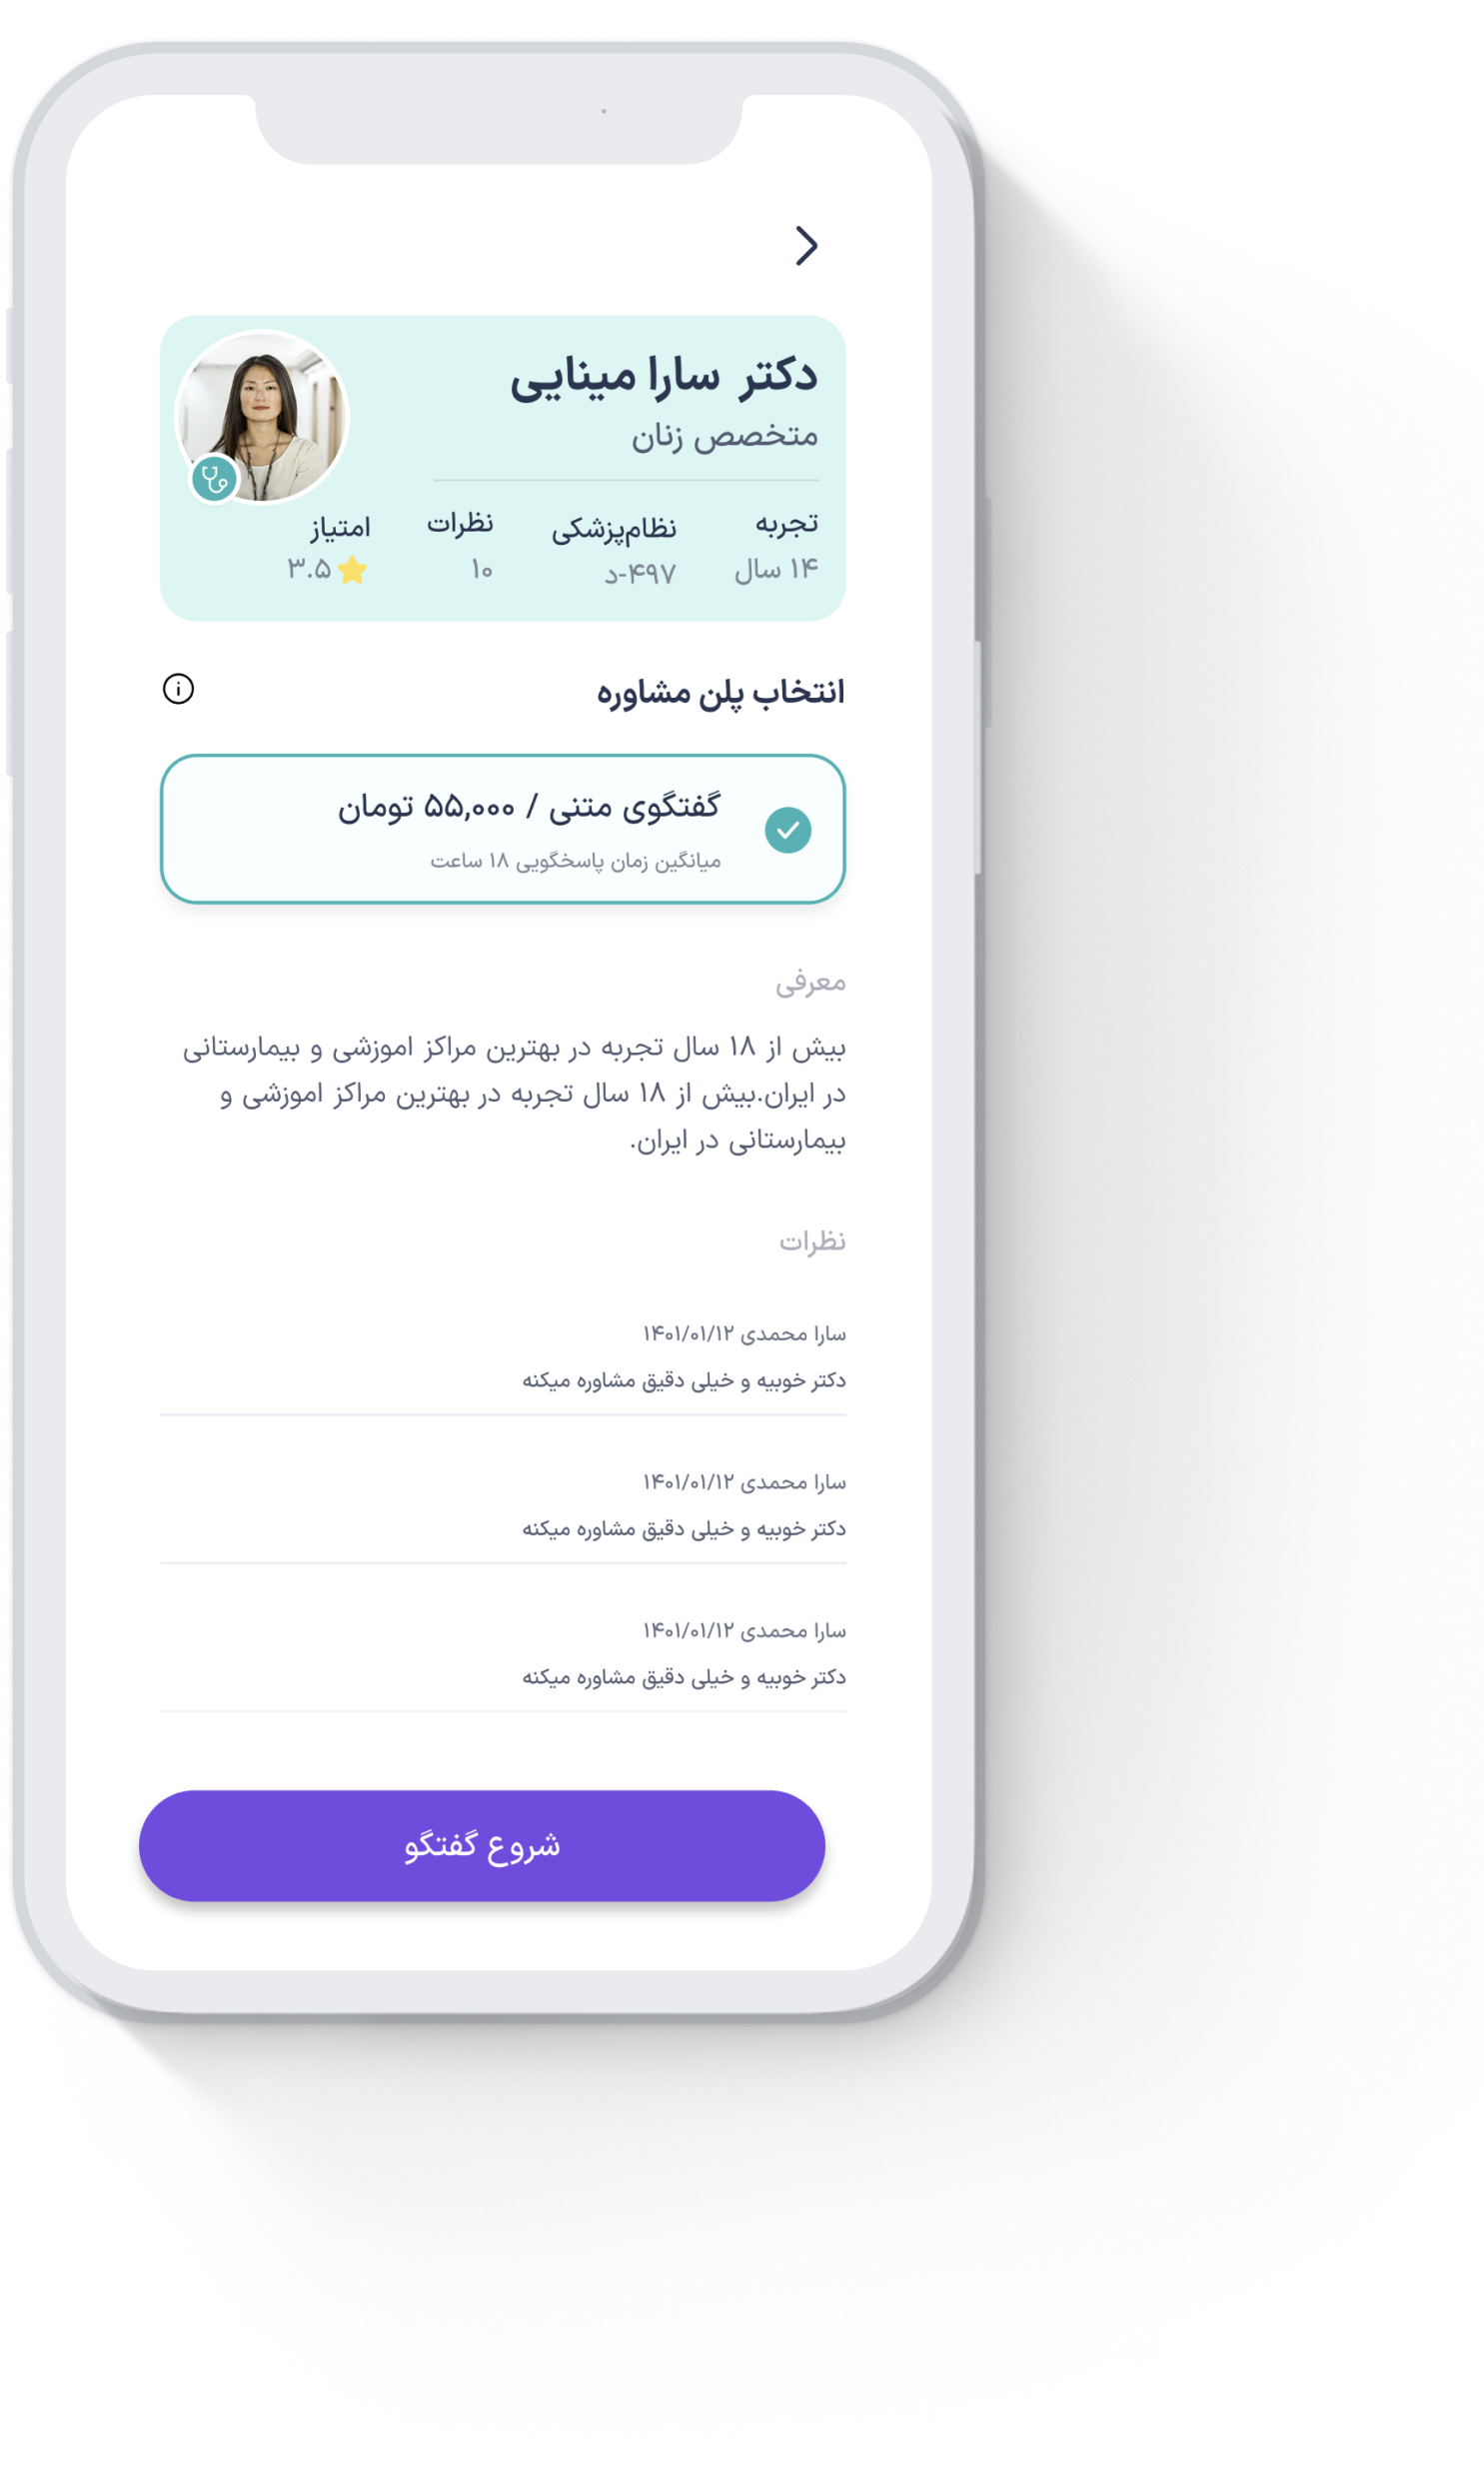 دکتر سارا مینایی
متخصص زنان
تجربه نظام‌پزشکی نظرات امتیاز
۱۴ سال ۴۹۷-د ۱۰ ۳.۵
انتخاب پلن مشاوره
گفتگوی متنی / ۵۵,۰۰۰ تومان
میانگین زمان پاسخگویی ۱۸ ساعت
معرفی
بیش از ۱۸ سال تجربه در بهترین مراکز اموزشی و بیمارستانی
در ایران.بیش از ۱۸ سال تجربه در بهترین مراکز اموزشی و
بیمارستانی در ایران.
نظرات
سارا محمدی ۱۴۰۱/۰۱/۱۲
دکتر خوبیه و خیلی دقیق مشاوره میکنه
سارا محمدی ۱۴۰۱/۰۱/۱۲
دکتر خوبیه و خیلی دقیق مشاوره میکنه
سارا محمدی ۱۴۰۱/۰۱/۱۲
دکتر خوبیه و خیلی دقیق مشاوره میکنه
شروع گفتگو